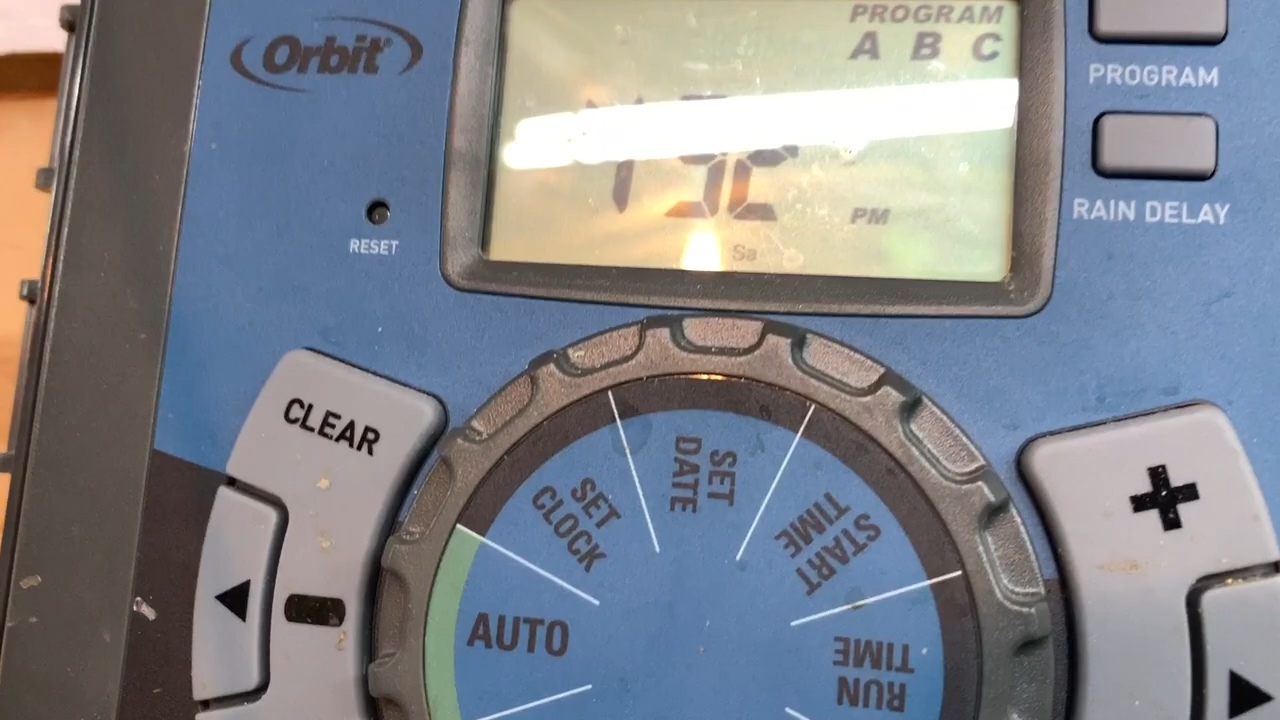 Orbit®
PROGRAM
A B C
PM
Sa
PROGRAM
RAIN DELAY
RESET
CLEAR
SET
CLOCK
SET
DATE
START
TIME
RUN
TIME
AUTO
+
-